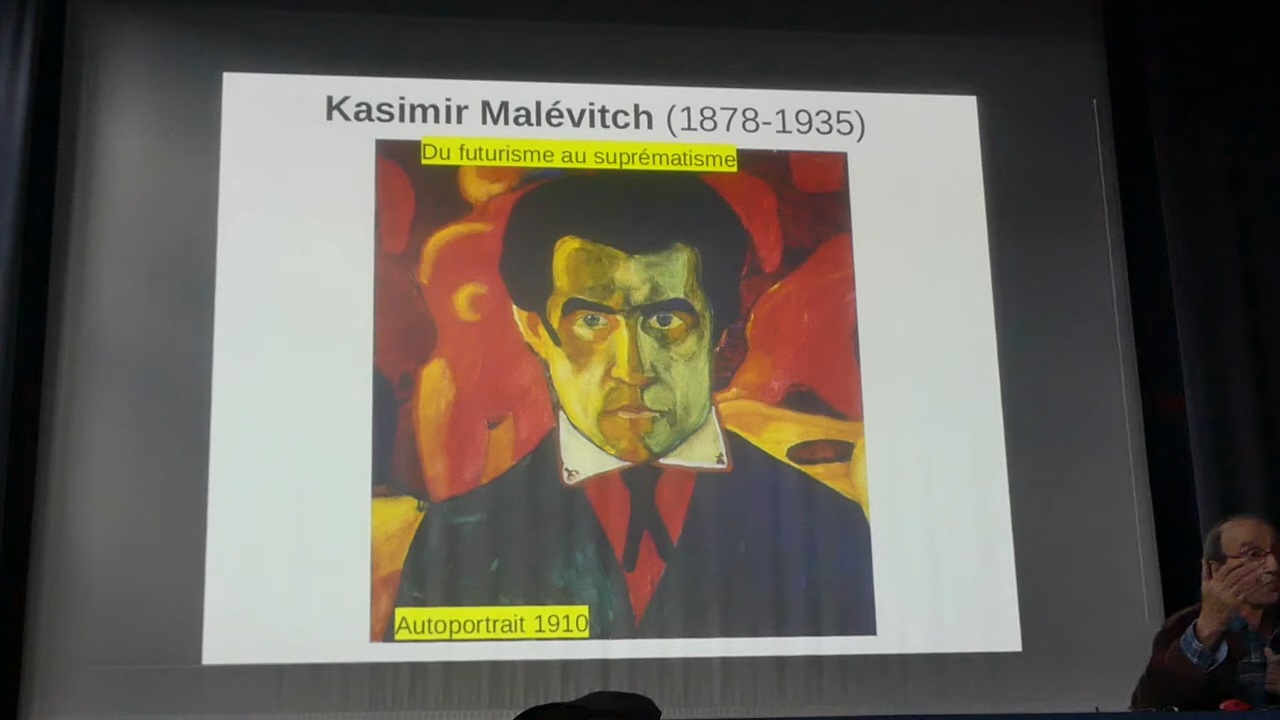 Kasimir Malévitch (1878-1935)
Du futurisme au suprématisme
Autoportrait 1910